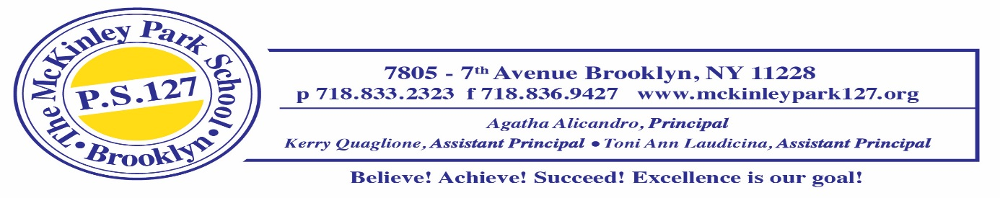 The McKinley Park School • Brooklyn •
P.S.127
7805 - 7th Avenue Brooklyn, NY 11228
p 718.833.2323 f 718.836.9427 www.mckinleypark127.org
Agatha Alicandro, Principal
Kerry Quaglione, Assistant Principal • Toni Ann Laudicina, Assistant Principal
Believe! Achieve! Succeed! Excellence is our goal!